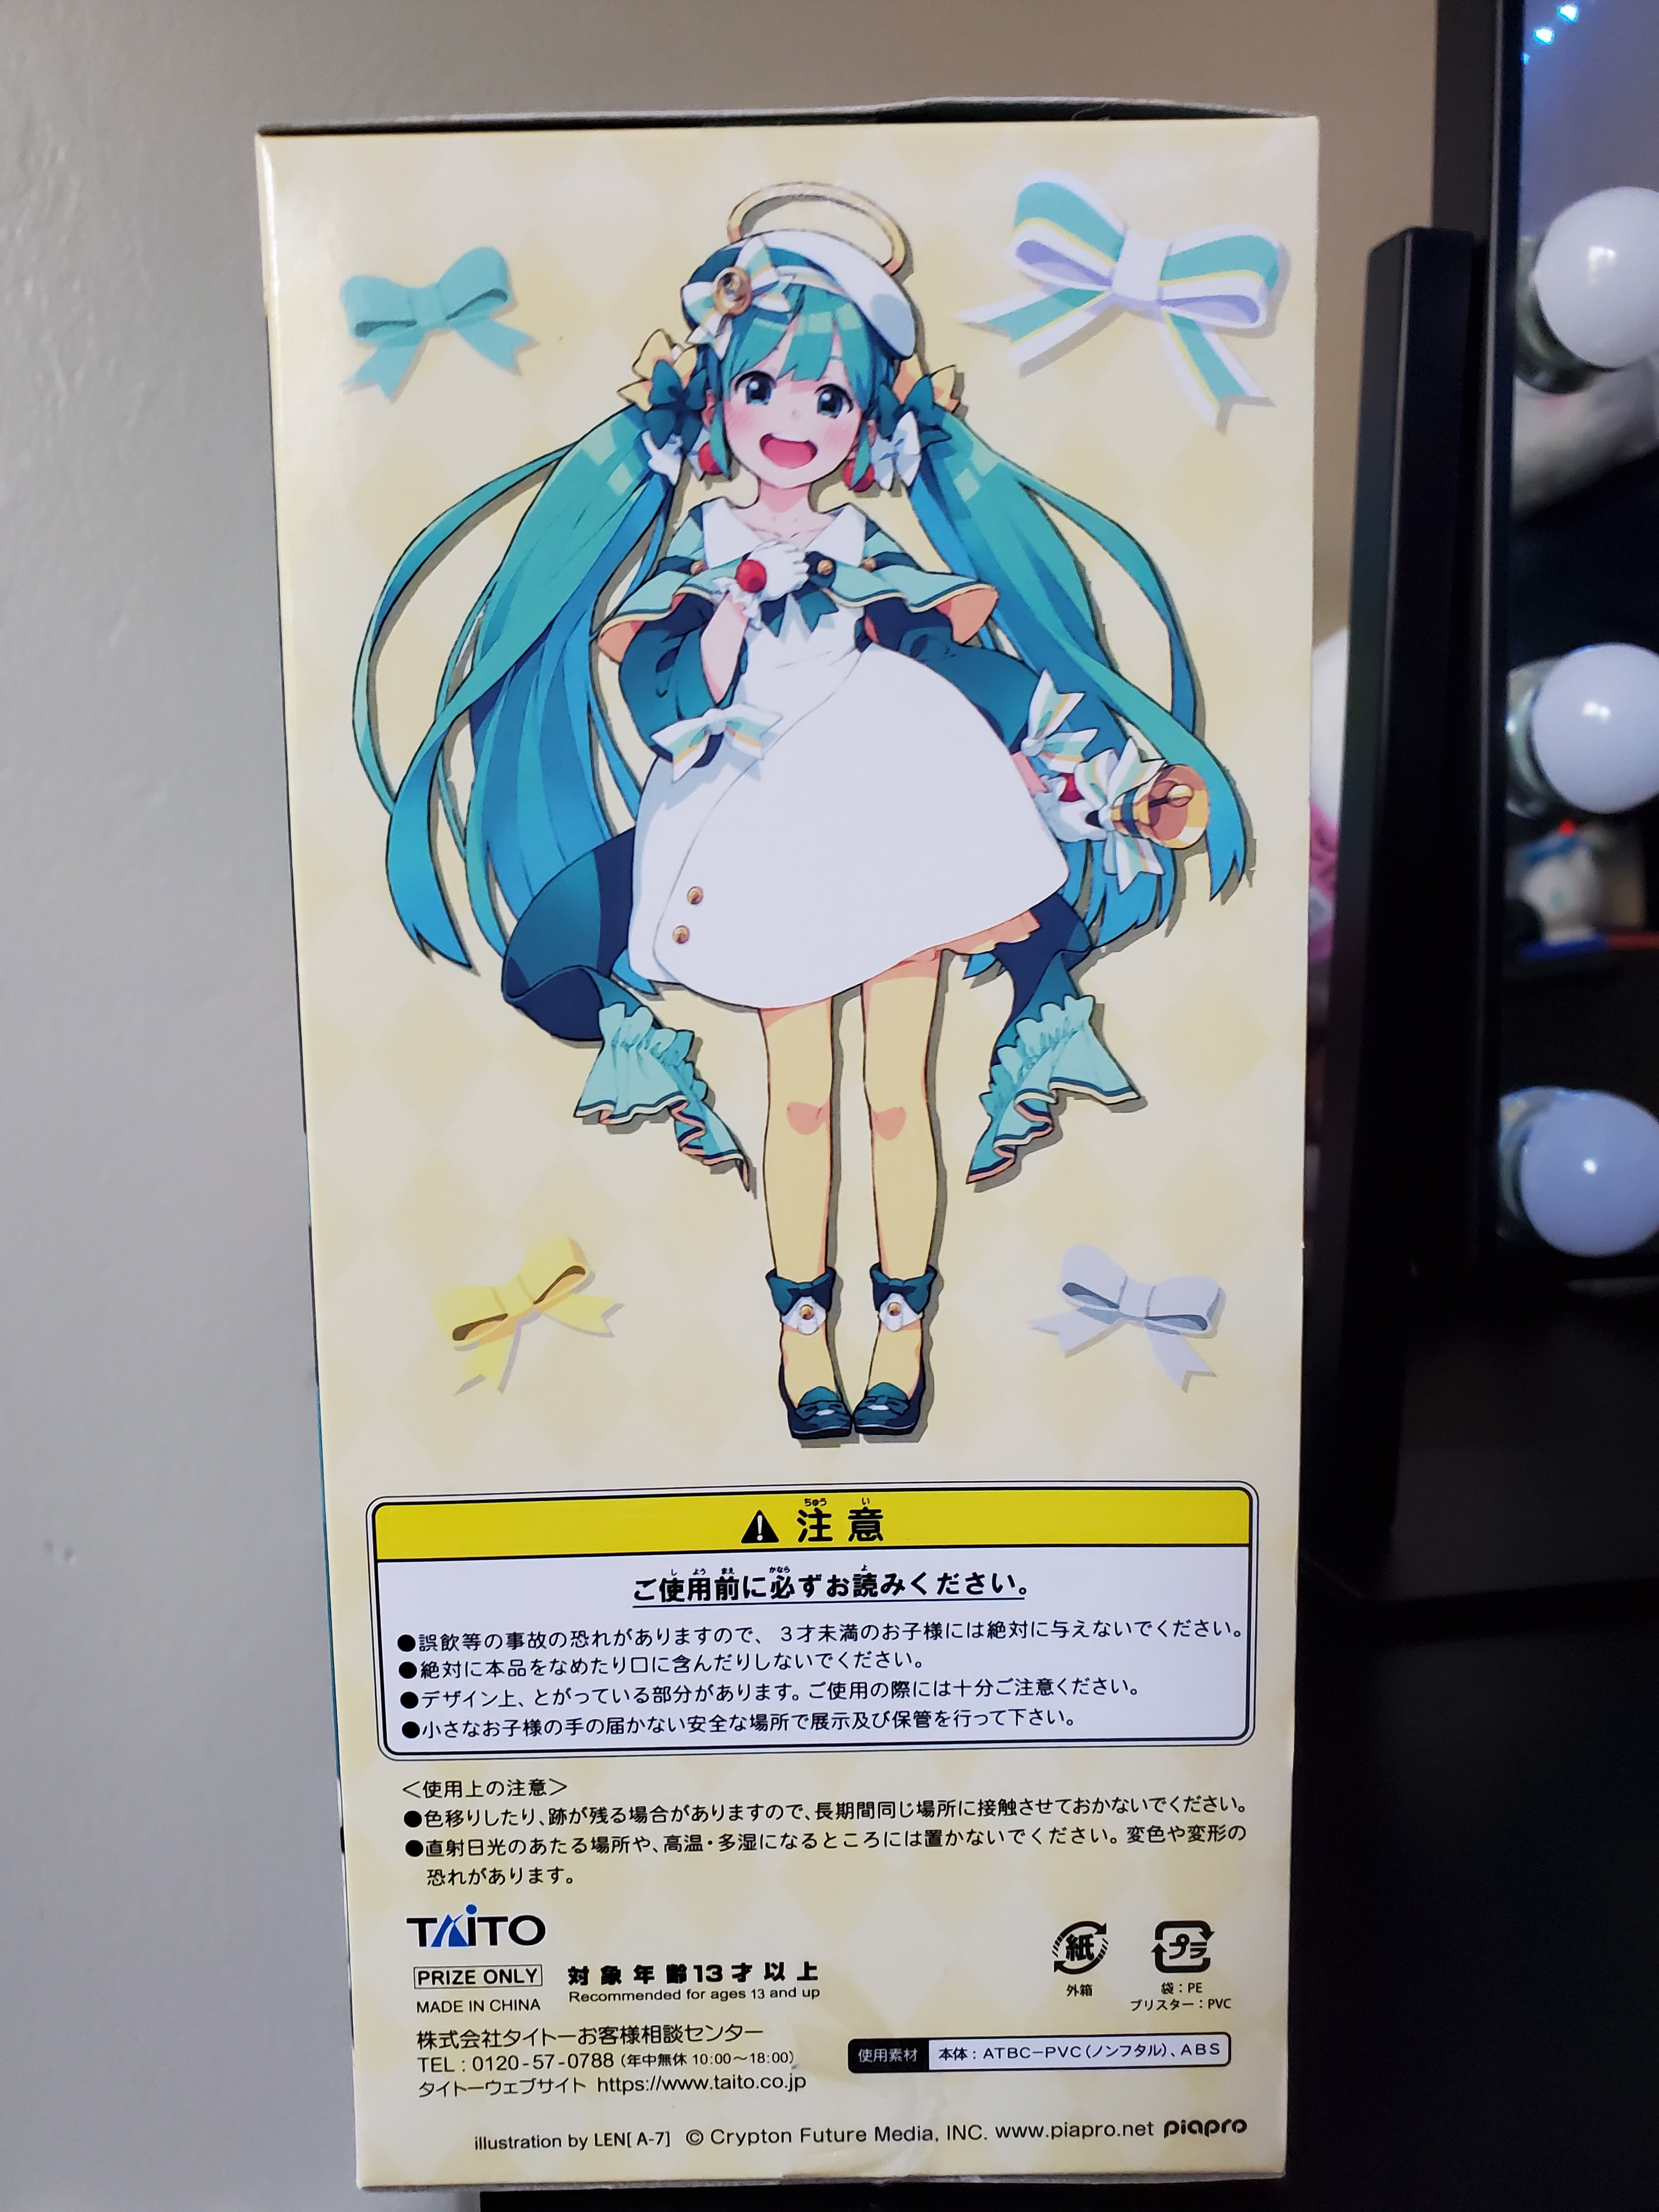 注意
ご使用前に必ずお読みください。
●誤飲等の事故の恐れがありますので、３才未満のお子様には絶対に与えないでください。
●絶対に本品をなめたり口に含んだりしないでください。
●デザイン上、とがっている部分があります。ご使用の際には十分ご注意ください。
●小さなお子様の手の届かない安全な場所で展示及び保管を行って下さい。
＜使用上の注意＞
●色移りしたり、跡が残る場合がありますので、長期間同じ場所に接触させておかないでください。
●直射日光のあたる場所や、高温・多湿になるところには置かないでください。変色や変形の
恐れがあります。
TAiTO
PRIZE ONLY
MADE IN CHINA
対象年齢13才以上
Recommended for ages 13 and up
紙
外箱
プラ
袋：PE
ブリスター：PVC
株式会社タイトーお客様相談センター
TEL : 0120-57-0788 (年中無休 10:00～18:00)
タイトーウェブサイト https://www.taito.co.jp
使用素材 本体：ATBC-PVC(ノンフタル)、ABS
illustration by LEN[ A-7] © Crypton Future Media, INC. www.piapro.net piapro